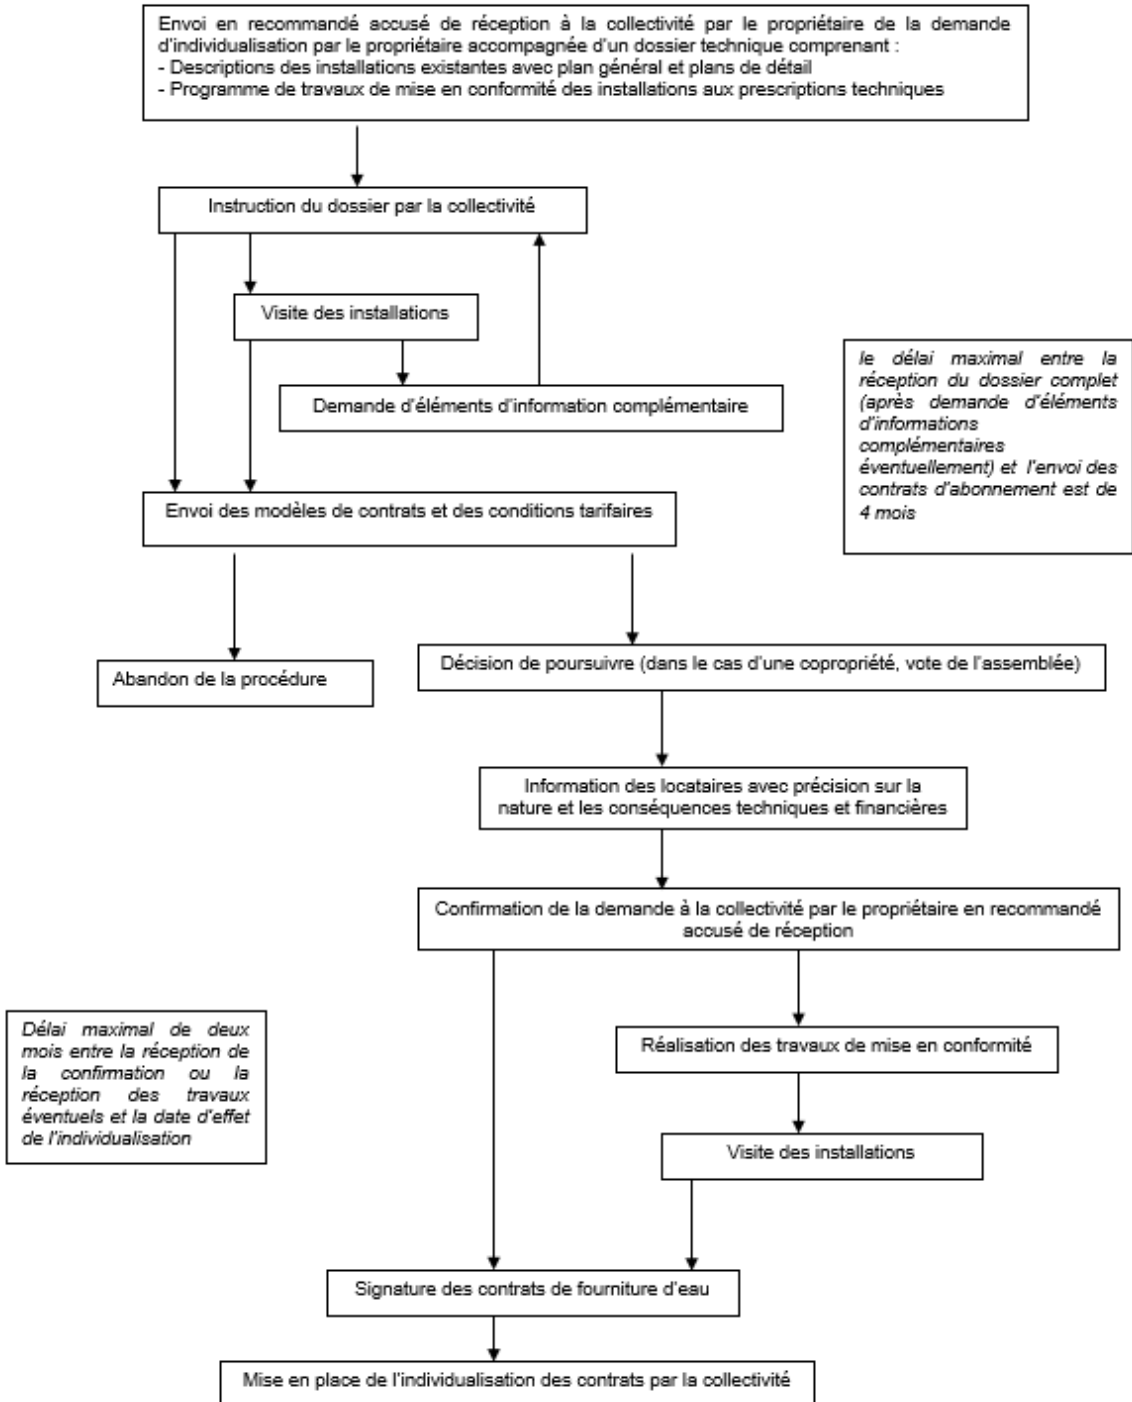 Envoi en recommandé accusé de réception à la collectivité par le propriétaire de la demande
d'individualisation par le propriétaire accompagnée d'un dossier technique comprenant :
- Descriptions des installations existantes avec plan général et plans de détail
- Programme de travaux de mise en conformité des installations aux prescriptions techniques
Instruction du dossier par la collectivité
Visite des installations
Demande d'éléments d'information complémentaire
le délai maximal entre la
réception du dossier complet
(après demande d'éléments
d'informations
complémentaires
éventuellement) et l'envoi des
contrats d'abonnement est de
4 mois
Envoi des modèles de contrats et des conditions tarifaires
Abandon de la procédure
Décision de poursuivre (dans le cas d'une copropriété, vote de l'assemblée)
Information des locataires avec précision sur la
nature et les conséquences techniques et financières
Confirmation de la demande à la collectivité par le propriétaire en recommandé
accusé de réception
Délai maximal de deux
mois entre la réception de
la confirmation ou la
réception des travaux
éventuels et la date d'effet
de l'individualisation
Réalisation des travaux de mise en conformité
Visite des installations
Signature des contrats de fourniture d'eau
Mise en place de l'individualisation des contrats par la collectivité